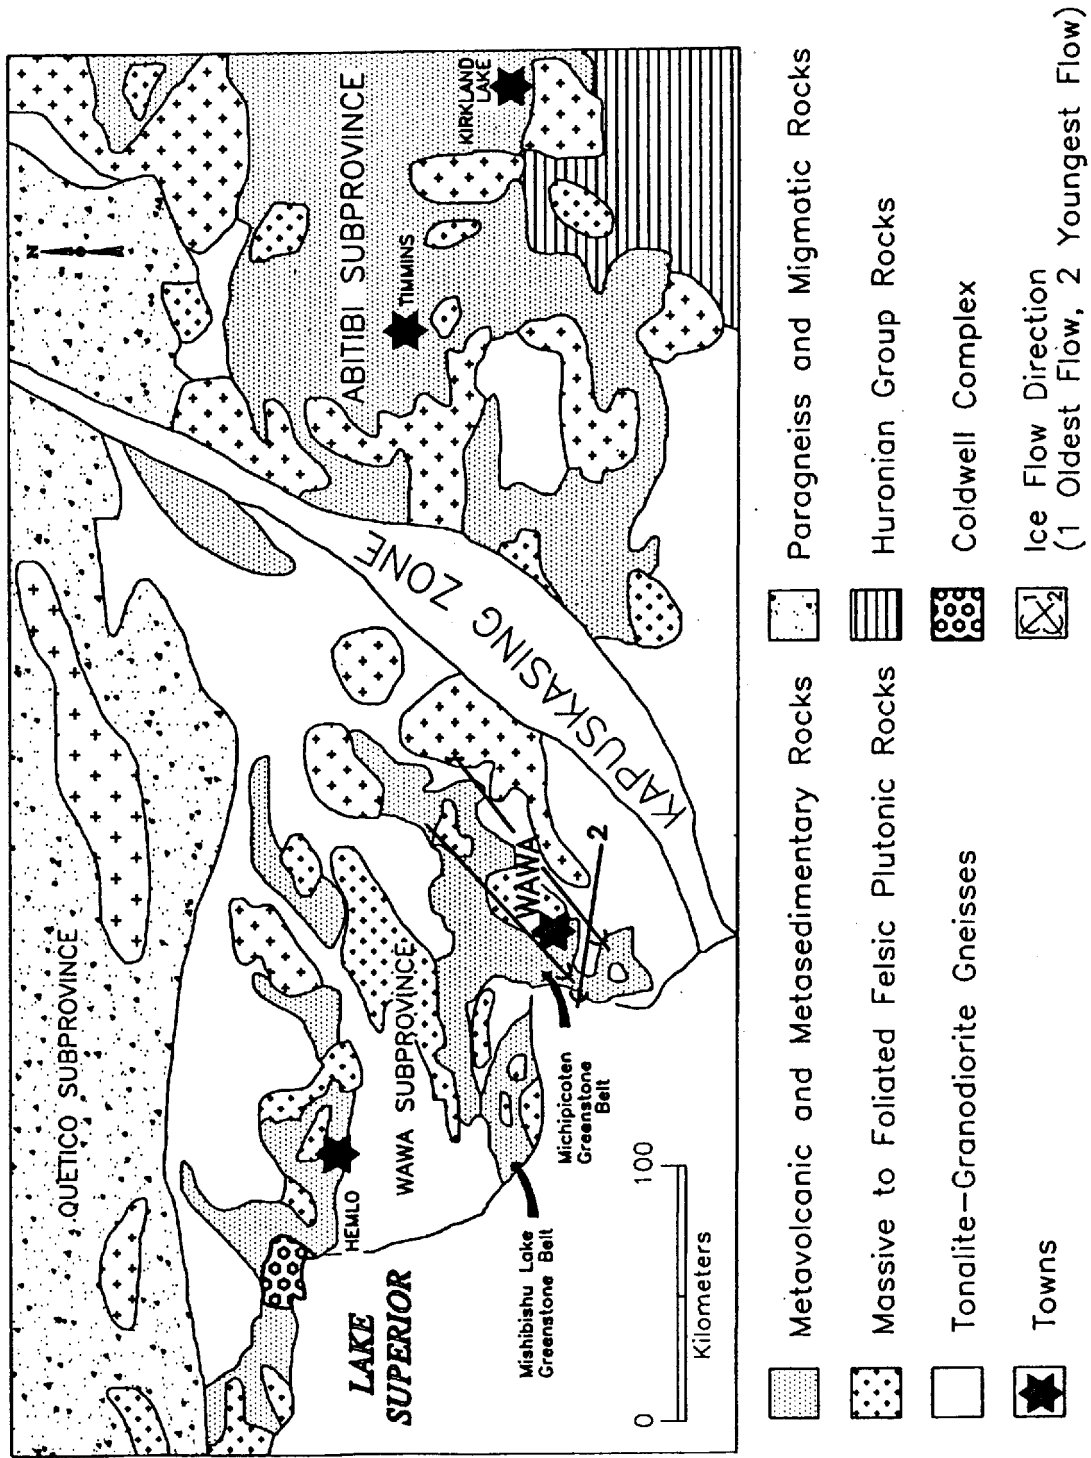 QUETICO SUBPROVINCE
N
ABITIBI SUBPROVINCE
KIRKLAND
LAKE
TIMMINS
KAPUSKASING ZONE
WAWA SUBPROVINCE
WAWA
2
HEMLO
LAKE
SUPERIOR
Mishibishu Lake
Greenstone Belt
Michipicoten
Greenstone
Belt
0 100
Kilometers
Metavolcanic and Metasedimentary Rocks
Massive to Foliated Felsic Plutonic Rocks
Tonalite-Granodiorite Gneisses
Towns
Paragneiss and Migmatic Rocks
Huronian Group Rocks
Coldwell Complex
1
2
Ice Flow Direction
(1 Oldest Flow, 2 Youngest Flow)